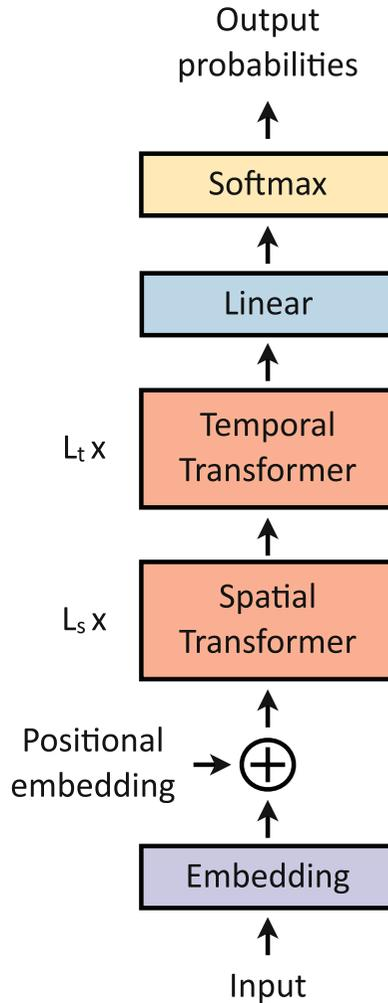 Output
probabilities
Softmax
Linear
Lt x
Temporal
Transformer
Ls x
Spatial
Transformer
Positional
embedding
Embedding
Input